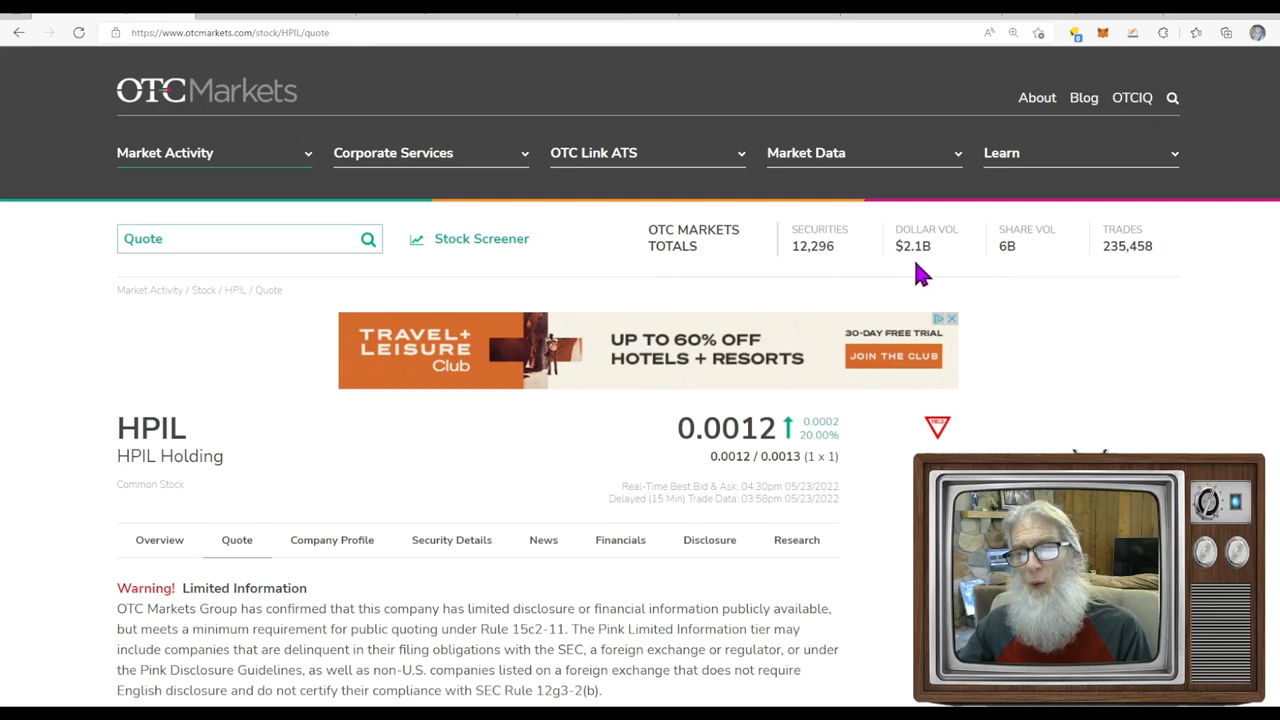 https://www.otcmarkets.com/stock/HPIL/quote
OTCMarkets
About Blog OTCIQ
Market Activity Corporate Services OTC Link ATS Market Data Learn
Quote
Stock Screener
OTC MARKETS TOTALS
SECURITIES 12,296
DOLLAR VOL $2.1B
SHARE VOL 6B
TRADES 235,458
Market Activity / Stock / HPIL / Quote
TRAVEL+
LEISURE
Club
UP TO 60% OFF
HOTELS + RESORTS
30-DAY FREE TRIAL
JOIN THE CLUB
HPIL
HPIL Holding
Common Stock
0.0012
0.0002
20.00%
0.0012 / 0.0013 (1 x 1)
Real-Time Best Bid & Ask: 04:30pm 05/23/2022
Delayed (15 Min) Trade Data: 03:58pm 05/23/2022
Overview Quote Company Profile Security Details News Financials Disclosure Research
Warning! Limited Information
OTC Markets Group has confirmed that this company has limited disclosure or financial information publicly available,
but meets a minimum requirement for public quoting under Rule 15c2-11. The Pink Limited Information tier may
include companies that are delinquent in their filing obligations with the SEC, a foreign exchange or regulator, or under
the Pink Disclosure Guidelines, as well as non-U.S. companies listed on a foreign exchange that does not require
English disclosure and do not certify their compliance with SEC Rule 12g3-2(b).